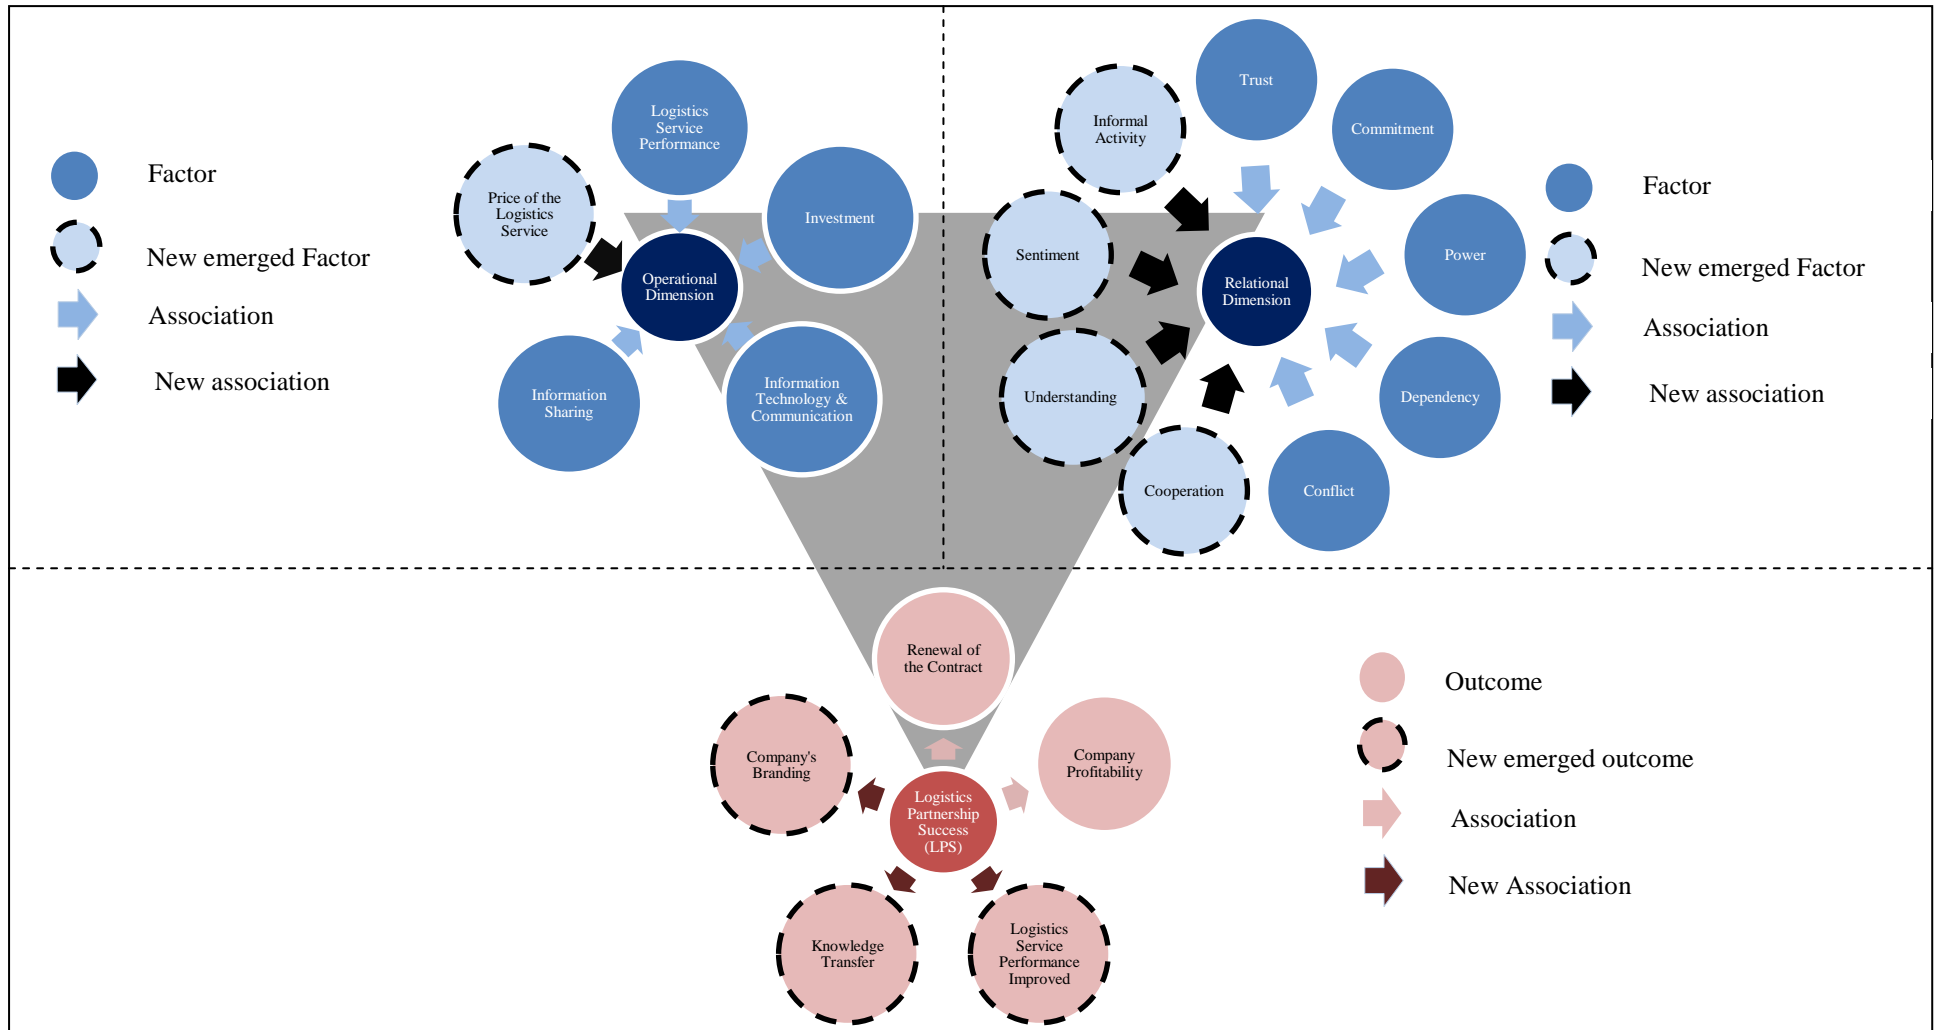 Factor
New emerged Factor
Association
New association
Logistics
Service
Performance
Price of the
Logistics
Service
Investment
Operational
Dimension
Information
Sharing
Information
Technology &
Communication
Trust
Informal
Activity
Commitment
Sentiment
Power
Relational
Dimension
Understanding
Dependency
Cooperation
Conflict
Factor
New emerged Factor
Association
New association
Renewal of
the Contract
Company's
Branding
Company
Profitability
Logistics
Partnership
Success
(LPS)
Knowledge
Transfer
Logistics
Service
Performance
Improved
Outcome
New emerged outcome
Association
New Association